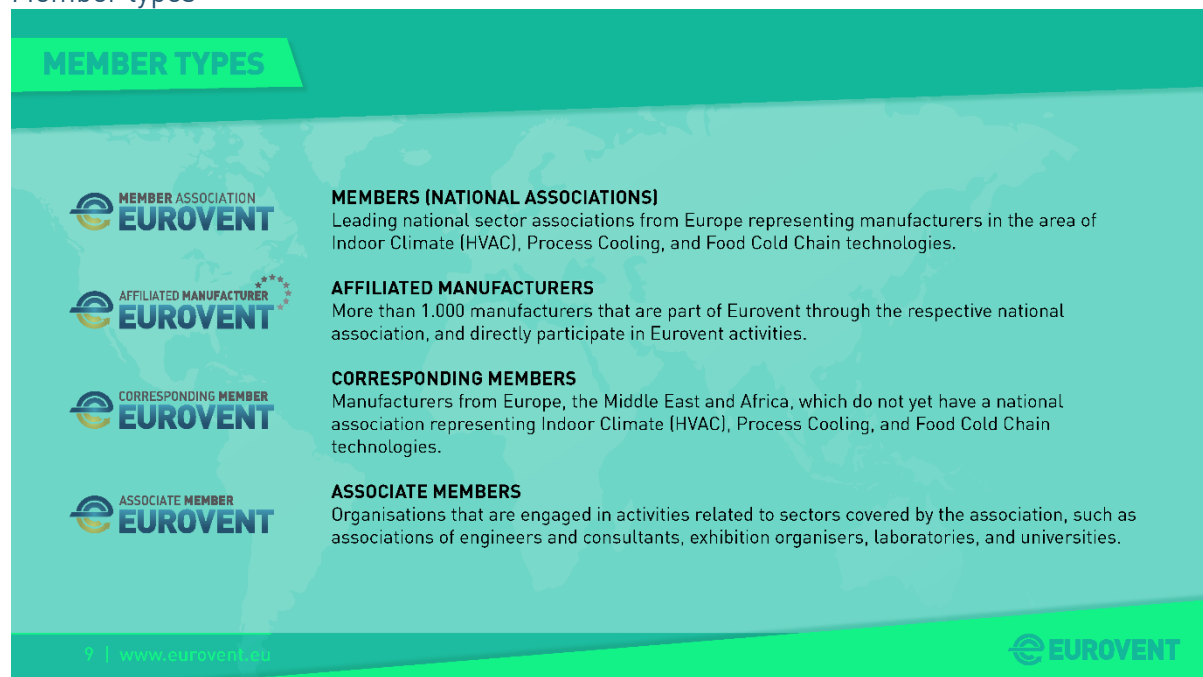 Member types
MEMBER TYPES
MEMBER ASSOCIATION
EUROVENT
MEMBERS (NATIONAL ASSOCIATIONS)
Leading national sector associations from Europe representing manufacturers in the area of
Indoor Climate (HVAC), Process Cooling, and Food Cold Chain technologies.
AFFILIATED MANUFACTURER
EUROVENT
AFFILIATED MANUFACTURERS
More than 1.000 manufacturers that are part of Eurovent through the respective national
association, and directly participate in Eurovent activities.
CORRESPONDING MEMBER
EUROVENT
CORRESPONDING MEMBERS
Manufacturers from Europe, the Middle East and Africa, which do not yet have a national
association representing Indoor Climate (HVAC), Process Cooling, and Food Cold Chain
technologies.
ASSOCIATE MEMBER
EUROVENT
ASSOCIATE MEMBERS
Organisations that are engaged in activities related to sectors covered by the association, such as
associations of engineers and consultants, exhibition organisers, laboratories, and universities.
9 | www.eurovent.eu
EUROVENT